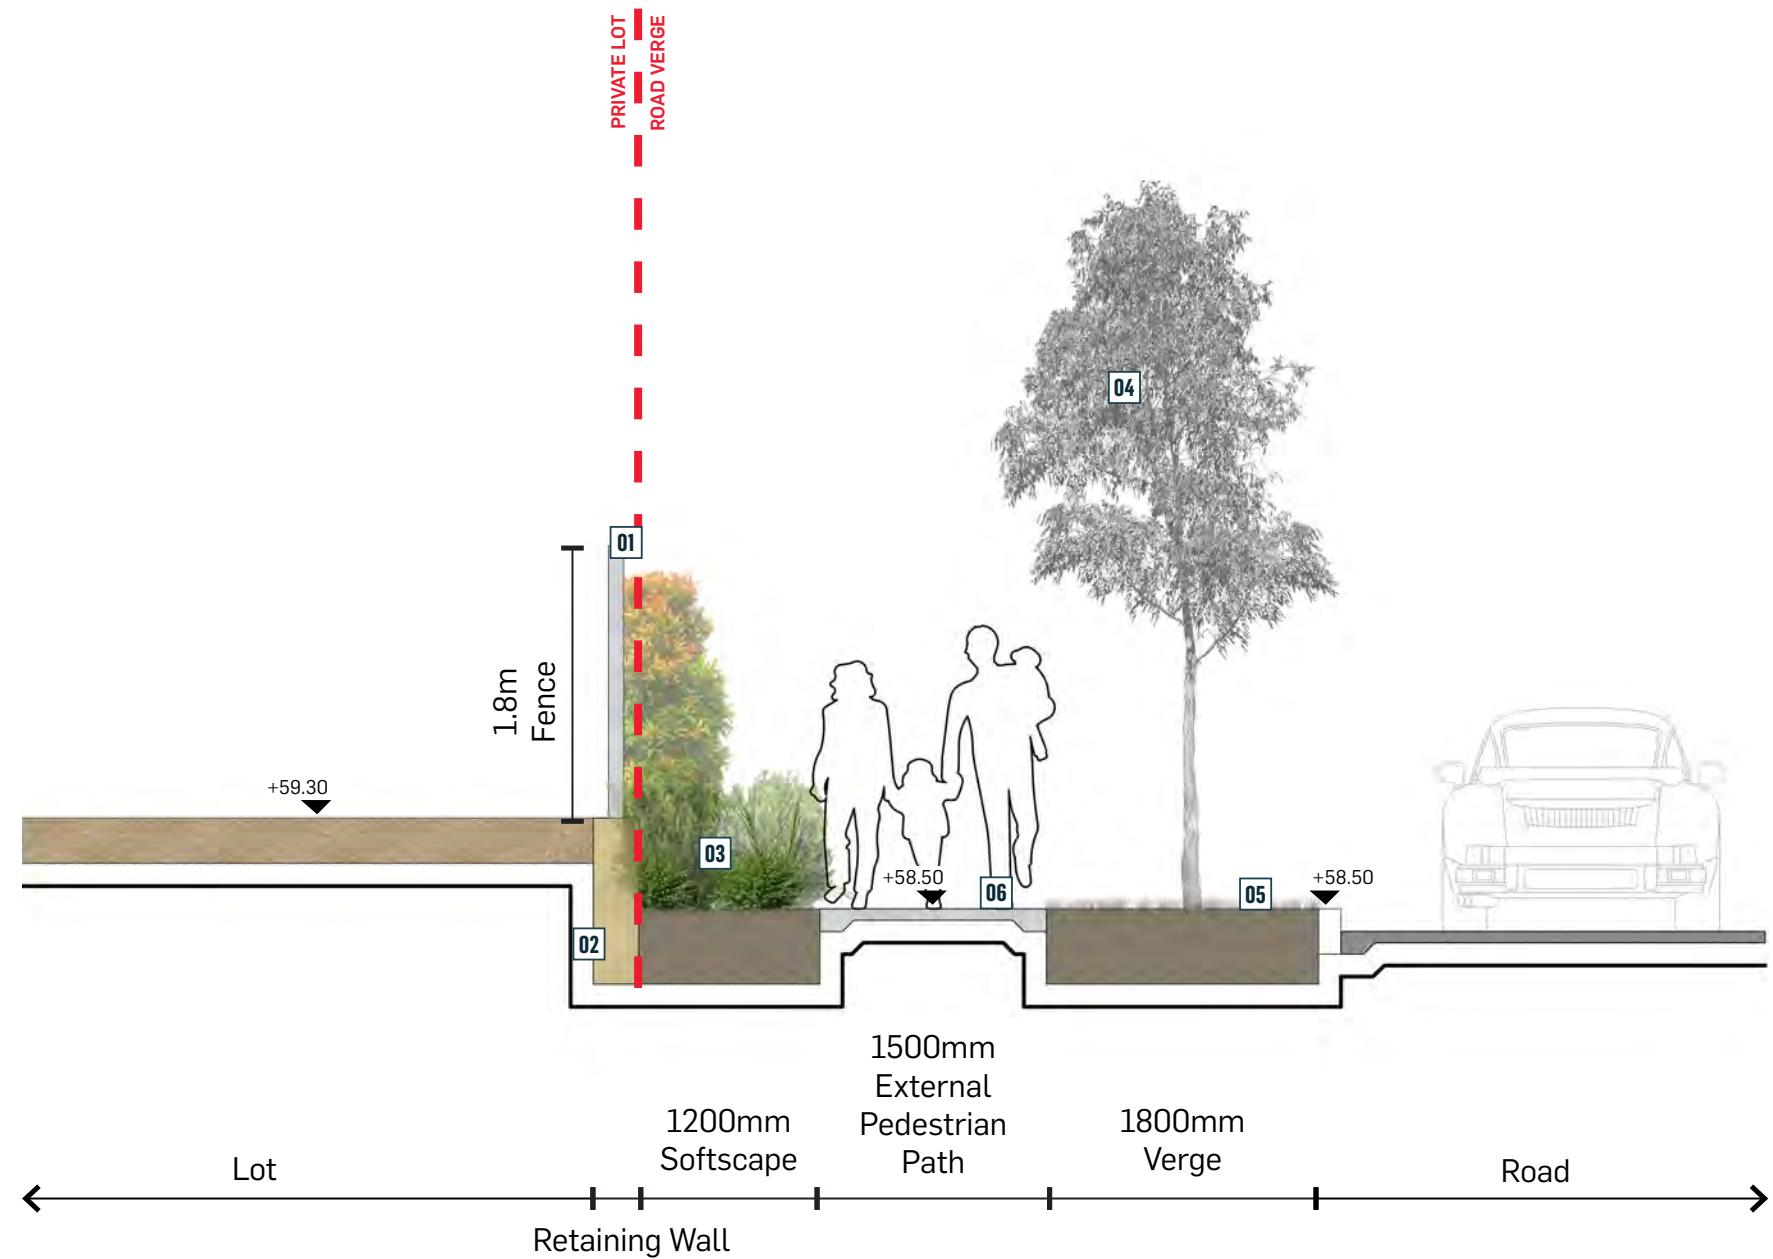 PRIVATE LOT
ROAD VERGE
04
01
1.8m
Fence
+59.30
03
+58.50
06
05
+58.50
02
1500mm
External
Pedestrian
Path
1200mm
Softscape
1800mm
Verge
Lot
Road
Retaining Wall